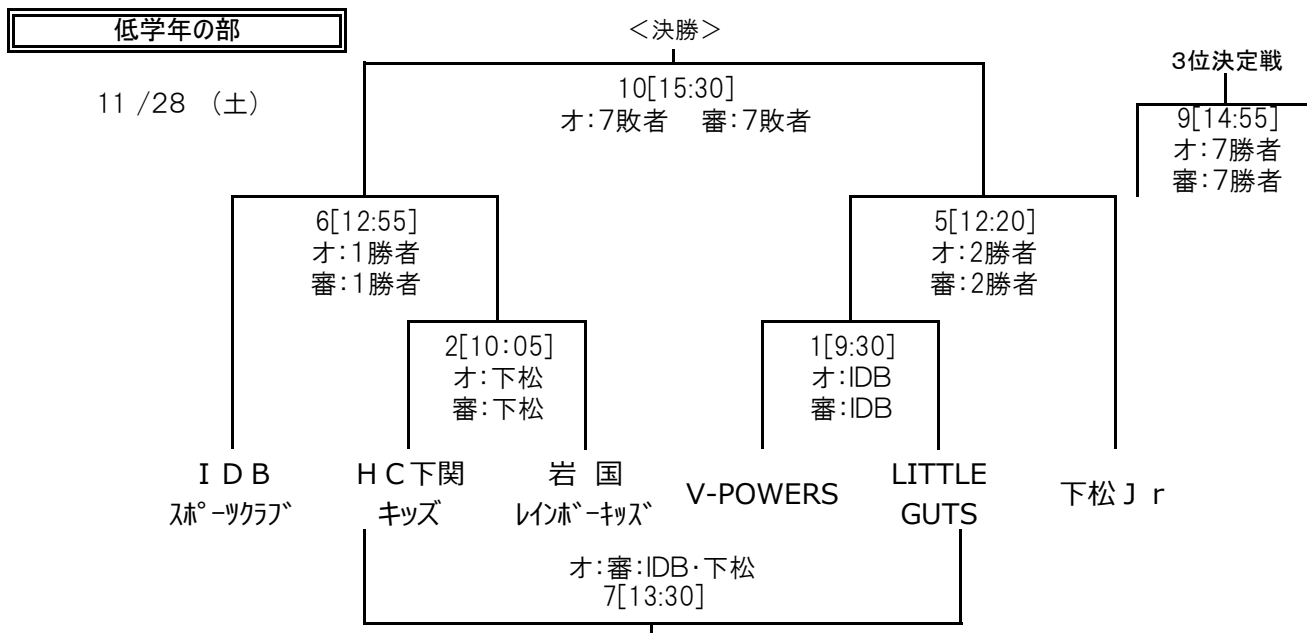 低学年の部
＜決勝＞
3位決定戦
11 /28 （土）
10[15:30]
オ:7敗者 審:7敗者
9[14:55]
オ:7勝者
審:7勝者
6[12:55]
オ:1勝者
審:1勝者
5[12:20]
オ:2勝者
審:2勝者
2[10:05]
オ:下松
審:下松
1[9:30]
オ:IDB
審:IDB
ＩＤＢ
ｽﾎﾟｰﾂｸﾗﾌﾞ
ＨＣ下関
キッズ
岩 国
ﾚｲﾝﾎﾞｰｷｯｽﾞ
V-POWERS
LITTLE
GUTS
下松Ｊｒ
オ:審:IDB･下松
7[13:30]